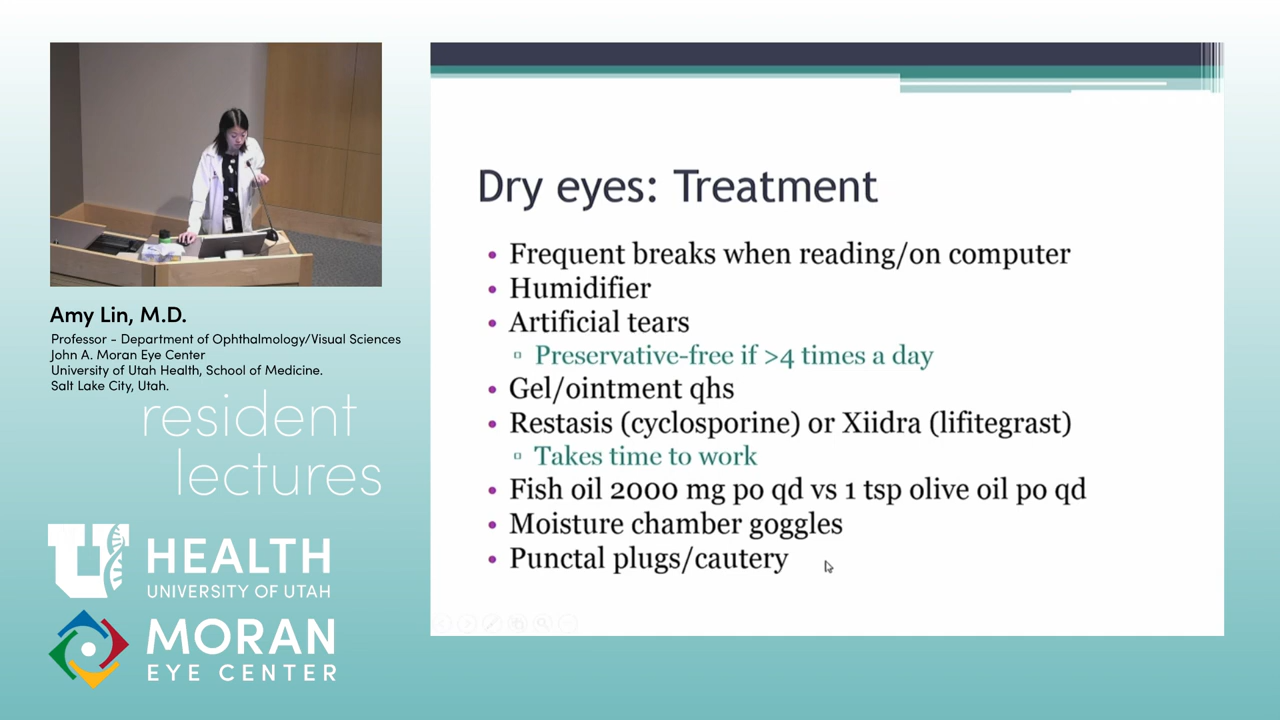 Amy Lin, M.D.
Professor - Department of Ophthalmology/Visual Sciences
John A. Moran Eye Center
University of Utah Health, School of Medicine.
Salt Lake City, Utah.
resident
lectures
U
HEALTH
UNIVERSITY OF UTAH
MORAN
EYE CENTER
Dry eyes: Treatment
• Frequent breaks when reading/on computer
• Humidifier
• Artificial tears
▫ Preservative-free if >4 times a day
• Gel/ointment qhs
• Restasis (cyclosporine) or Xiidra (lifitegrast)
▫ Takes time to work
• Fish oil 2000 mg po qd vs 1 tsp olive oil po qd
• Moisture chamber goggles
• Punctal plugs/cautery